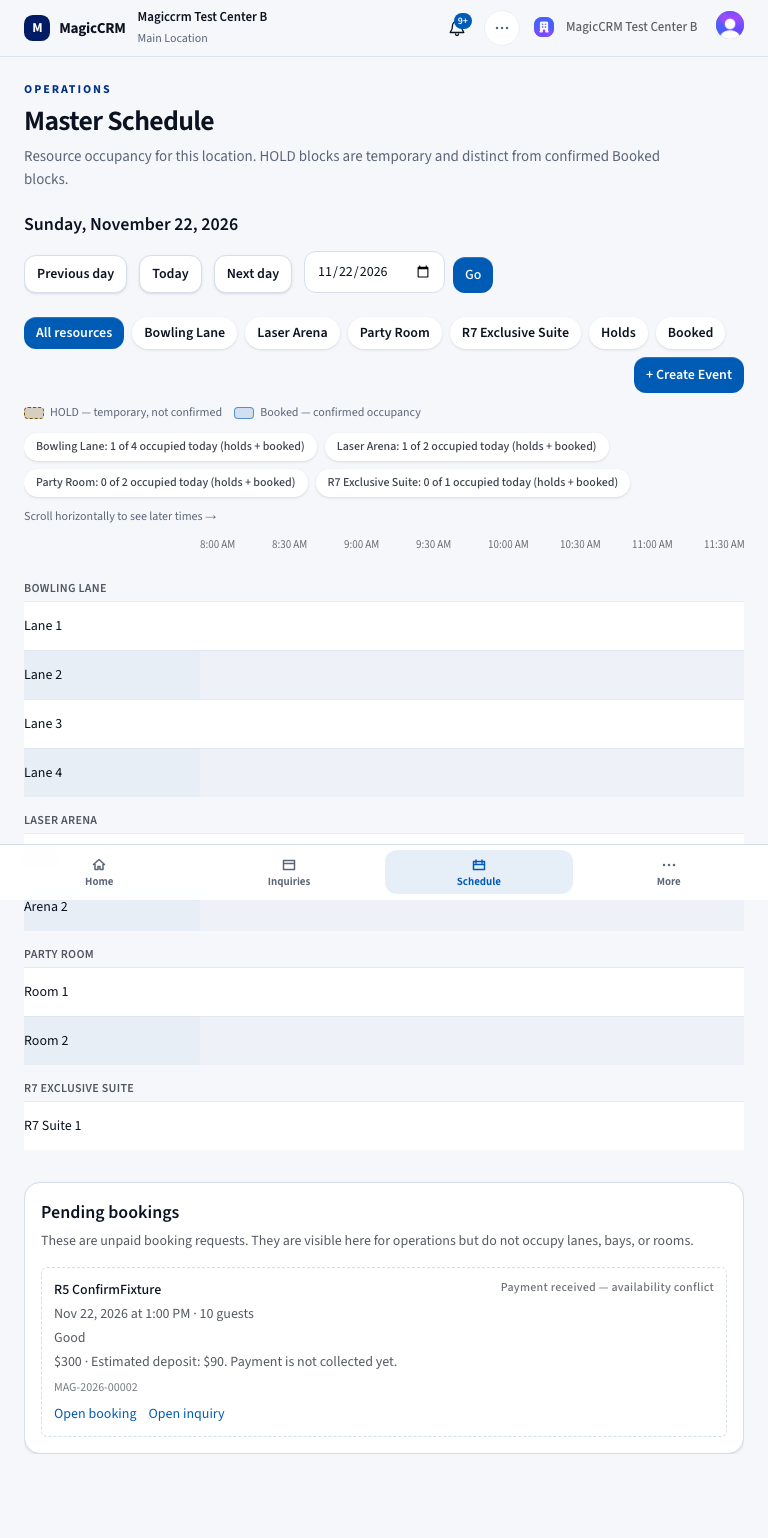 M MagicCRM
Magiccrm Test Center B
Main Location
9+
MagicCRM Test Center B
OPERATIONS
Master Schedule
Resource occupancy for this location. HOLD blocks are temporary and distinct from confirmed Booked
blocks.
Sunday, November 22, 2026
Previous day Today Next day 11/22/2026 Go
All resources Bowling Lane Laser Arena Party Room R7 Exclusive Suite Holds Booked
+ Create Event
HOLD — temporary, not confirmed Booked — confirmed occupancy
Bowling Lane: 1 of 4 occupied today (holds + booked) Laser Arena: 1 of 2 occupied today (holds + booked)
Party Room: 0 of 2 occupied today (holds + booked) R7 Exclusive Suite: 0 of 1 occupied today (holds + booked)
Scroll horizontally to see later times →
8:00 AM 8:30 AM 9:00 AM 9:30 AM 10:00 AM 10:30 AM 11:00 AM 11:30 AM
BOWLING LANE
Lane 1
Lane 2
Lane 3
Lane 4
LASER ARENA
Home Inquiries Schedule More
Arena 2
PARTY ROOM
Room 1
Room 2
R7 EXCLUSIVE SUITE
R7 Suite 1
Pending bookings
These are unpaid booking requests. They are visible here for operations but do not occupy lanes, bays, or rooms.
R5 ConfirmFixture Payment received — availability conflict
Nov 22, 2026 at 1:00 PM · 10 guests
Good
$300 · Estimated deposit: $90. Payment is not collected yet.
MAG-2026-00002
Open booking Open inquiry